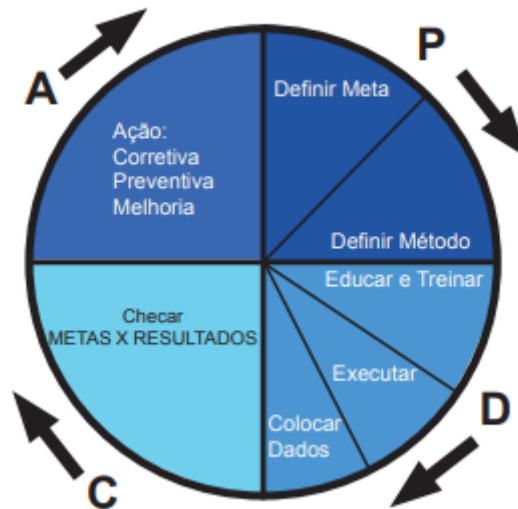 A
P
Definir Meta
Ação:
Corretiva
Preventiva
Melhoria
Definir Método
Educar e Treinar
Checar
METAS X RESULTADOS
Executar
Colocar
Dados
D
C